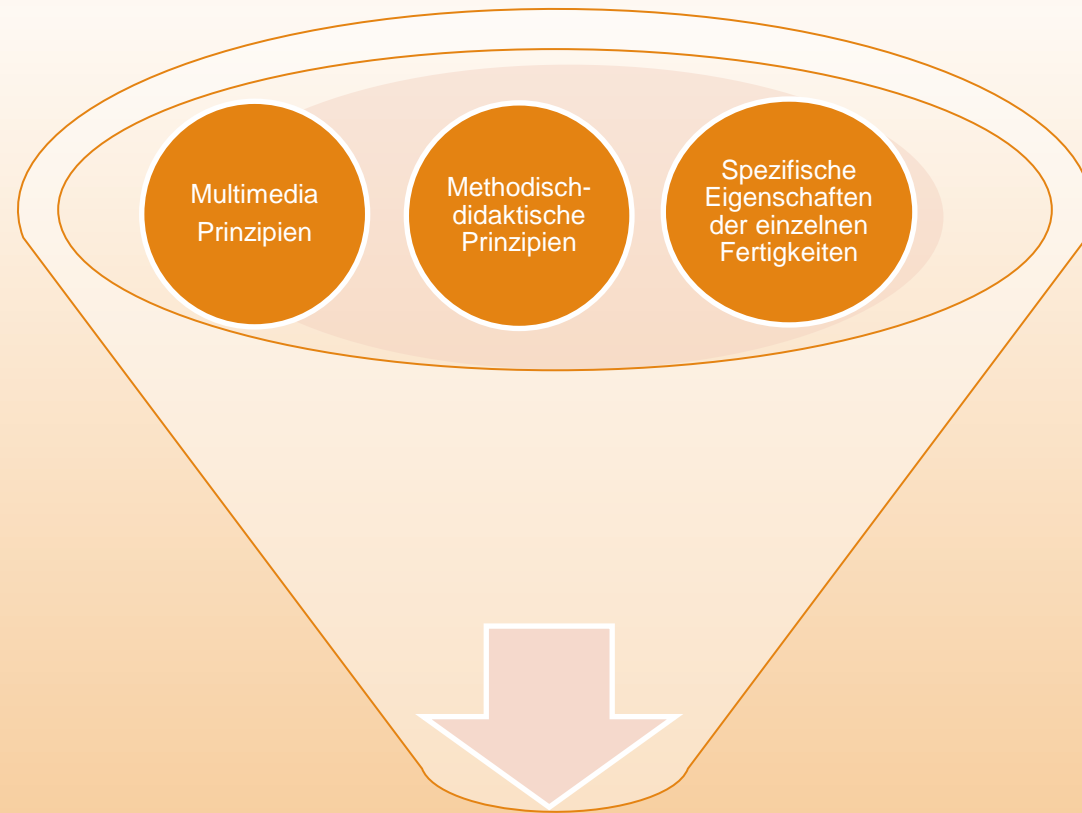 Multimedia
Prinzipien
Methodisch-
didaktische
Prinzipien
Spezifische
Eigenschaften
der einzelnen
Fertigkeiten